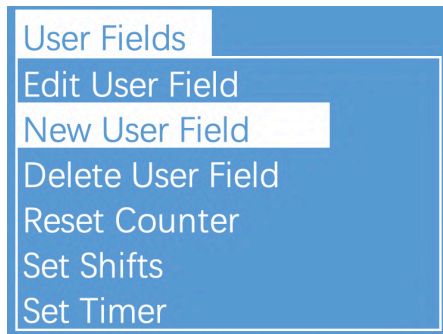 User Fields
Edit User Field
New User Field
Delete User Field
Reset Counter
Set Shifts
Set Timer